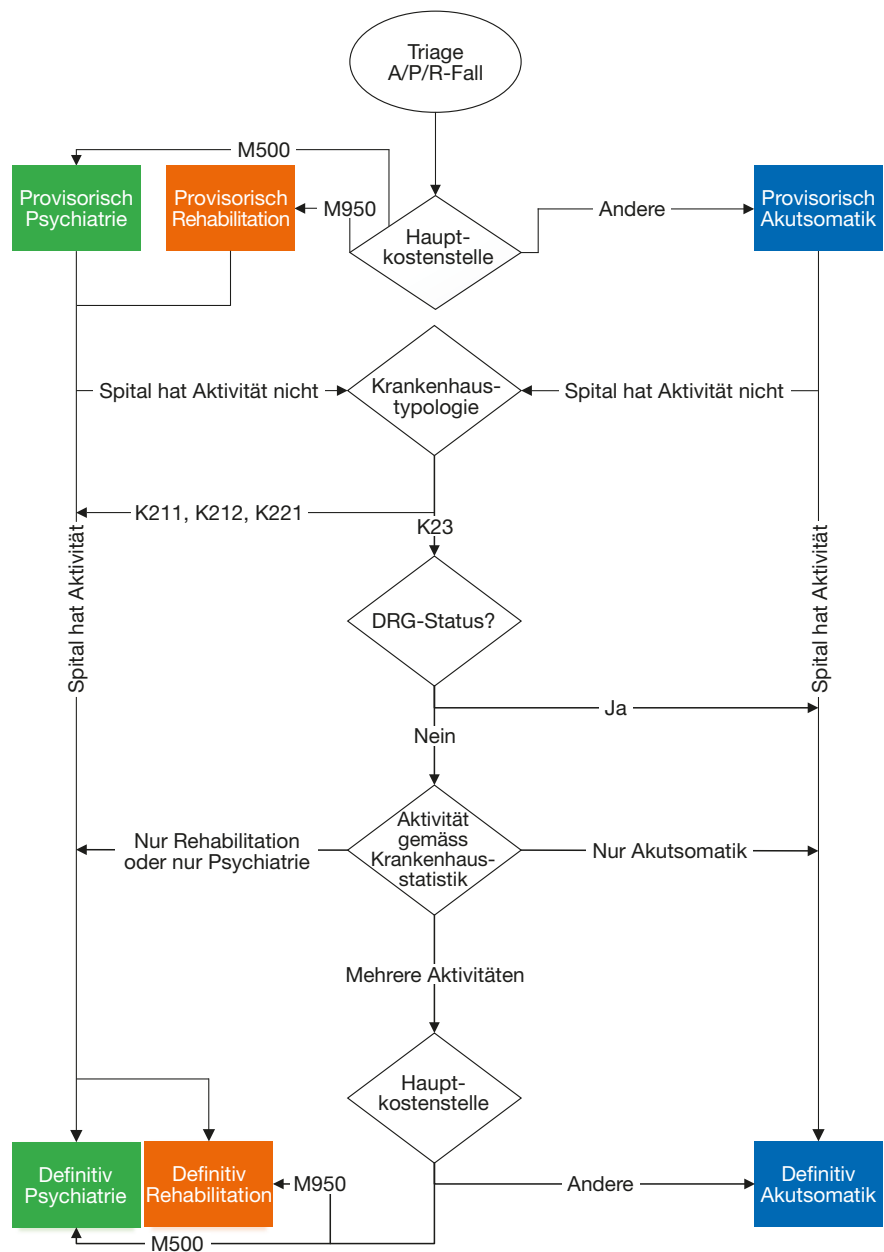 Triage
A/P/R-Fall
M500
Provisorisch
Psychiatrie
Provisorisch
Rehabilitation
M950
Haupt-
kostenstelle
Andere
Provisorisch
Akutsomatik
Spital hat Aktivität nicht
Krankenhaus-
typologie
Spital hat Aktivität nicht
K211, K212, K221
K23
Spital hat Aktivität
DRG-Status?
Spital hat Aktivität
Ja
Nein
Nur Rehabilitation
oder nur Psychiatrie
Aktivität
gemäss
Krankenhaus-
statistik
Nur Akutsomatik
Mehrere Aktivitäten
Haupt-
kostenstelle
Definitiv
Psychiatrie
Definitiv
Rehabilitation
M950
Andere
Definitiv
Akutsomatik
M500